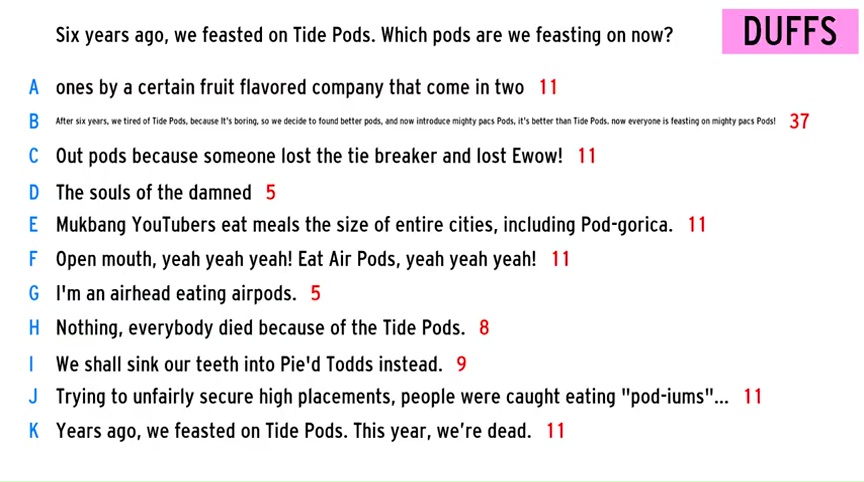 Six years ago, we feasted on Tide Pods. Which pods are we feasting on now?
DUFFS
A ones by a certain fruit flavored company that come in two 11
B After six years, we tired of Tide Pods, because It's boring, so we decide to found better pods, and now introduce mighty pacs Pods, it's better than Tide Pods. now everyone is feasting on mighty pacs Pods! 37
C Out pods because someone lost the tie breaker and lost Ewow! 11
D The souls of the damned 5
E Mukbang YouTubers eat meals the size of entire cities, including Pod-gorica. 11
F Open mouth, yeah yeah yeah! Eat Air Pods, yeah yeah yeah! 11
G I'm an airhead eating airpods. 5
H Nothing, everybody died because of the Tide Pods. 8
I We shall sink our teeth into Pie'd Todds instead. 9
J Trying to unfairly secure high placements, people were caught eating "pod-iums"... 11
K Years ago, we feasted on Tide Pods. This year, we're dead. 11